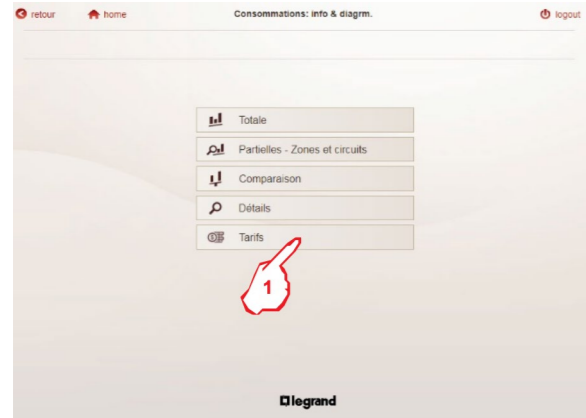 retour home Consommations: info & diagrm. logout
Totale
Partielles - Zones et circuits
Comparaison
Détails
Tarifs
1
legrand